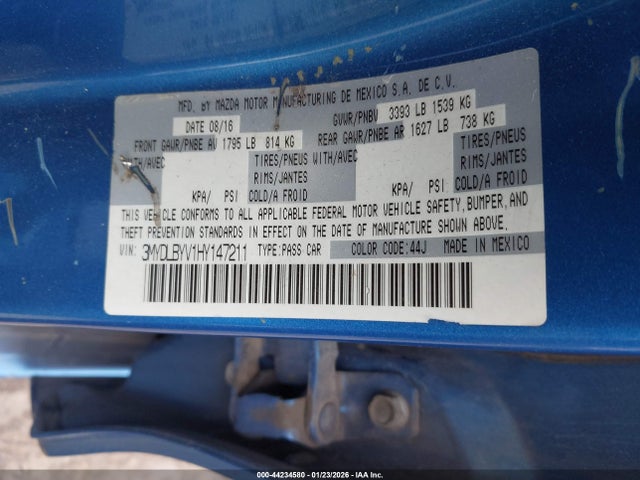 MFD. BY MAZDA MOTOR MANUFACTURING DE MEXICO S.A. DE C.V.
DATE 08/16 GVWR/PNBV 3393 LB 1539 KG
FRONT GAWR/PNBE AV 1795 LB 814 KG REAR GAWR/PNBE AR 1627 LB 738 KG
WITH/AVEC TIRES/PNEUS WITH/AVEC TIRES/PNEUS
RIMS/JANTES RIMS/JANTES
KPA/ PSI COLD/A FROID KPA/ PSI COLD/A FROID
THIS VEHICLE CONFORMS TO ALL APPLICABLE FEDERAL MOTOR VEHICLE SAFETY, BUMPER, AND
THEFT PREVENTION STANDARDS IN EFFECT ON THE DATE OF MANUFACTURE SHOWN ABOVE.
VIN: 3MYDLBYV1HY147211 TYPE:PASS CAR COLOR CODE:44J MADE IN MEXICO
000-44234580 | 01/23/2026 | IAA Inc.